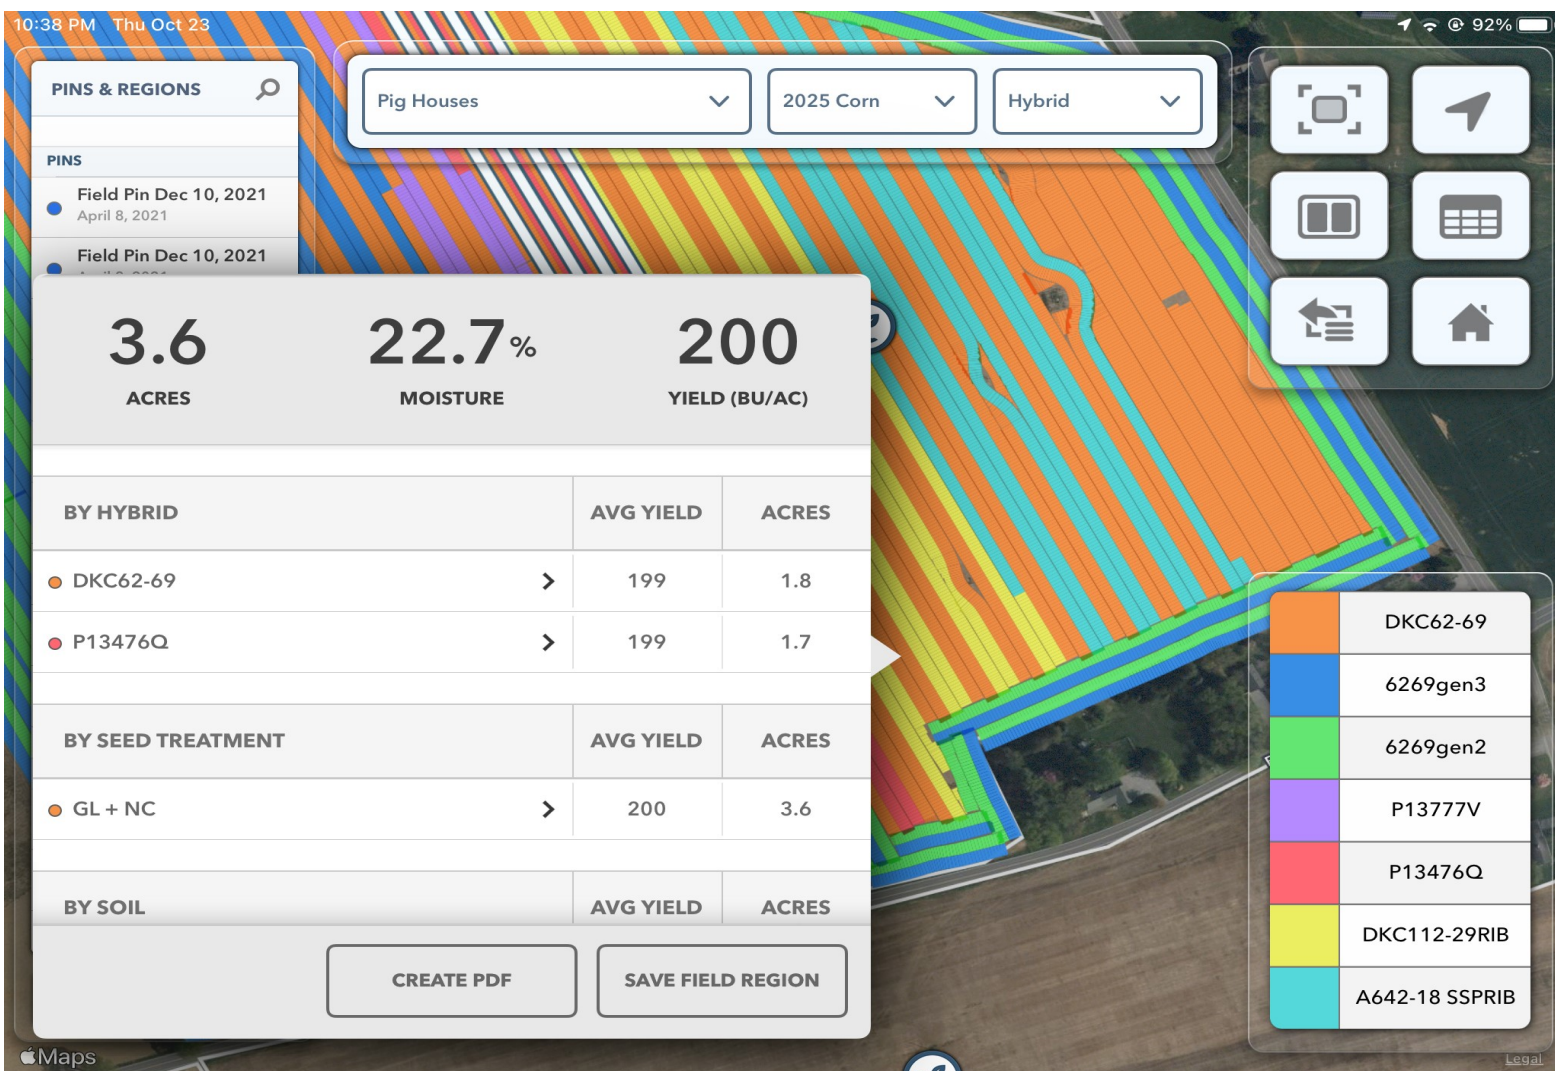 10:38 PM Thu Oct 23
92%
PINS & REGIONS
Pig Houses
2025 Corn
Hybrid
PINS
Field Pin Dec 10, 2021
April 8, 2021
Field Pin Dec 10, 2021
3.6
ACRES
22.7%
MOISTURE
200
YIELD (BU/AC)
BY HYBRID AVG YIELD ACRES
DKC62-69 199 1.8
P13476Q 199 1.7
BY SEED TREATMENT AVG YIELD ACRES
GL + NC 200 3.6
BY SOIL AVG YIELD ACRES
CREATE PDF
SAVE FIELD REGION
DKC62-69
6269gen3
6269gen2
P13777V
P13476Q
DKC112-29RIB
A642-18 SSPRIB
Maps
Legal